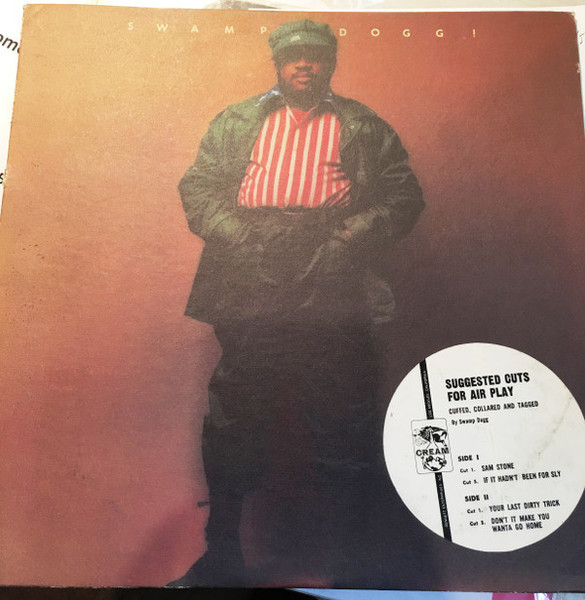 SWAMP DOGG!
SUGGESTED CUTS
FOR AIR PLAY
CUFFED, COLLARED AND TAGGED
By Swamp Dogg
CREAM
SIDE I
Cut 1. SAM STONE
Cut 5. IF IT HADN'T BEEN FOR SLY
SIDE II
Cut 1. YOUR LAST DIRTY TRICK
Cut 2. DON'T IT MAKE YOU
WANTA GO HOME